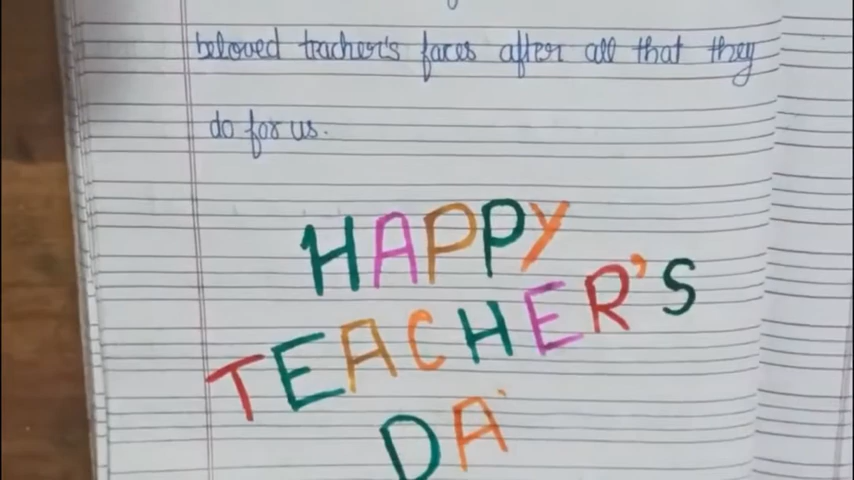 beloved teacher's faces after all that they
do for us.
HAPPY
TEACHER'S
DA